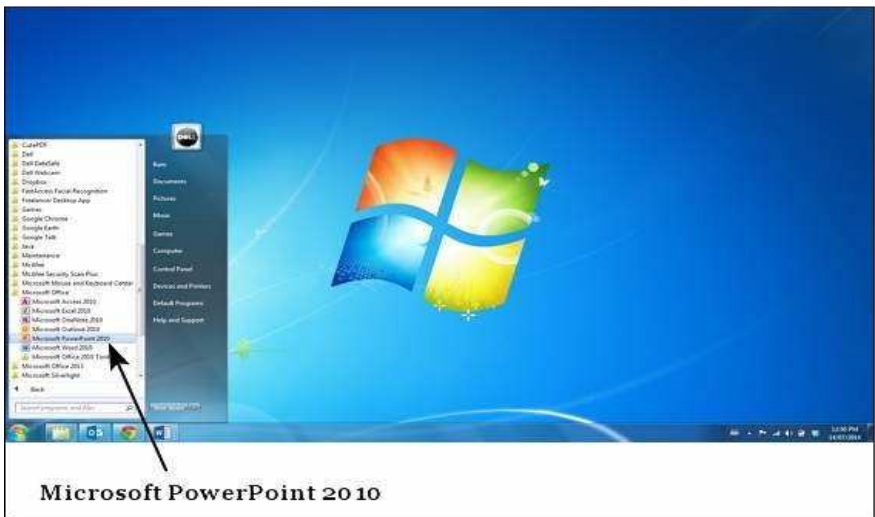 DELL
CutePDF
Dell
Dell DataSafe
Dell Webcam
Dropbox
FastAccess Facial Recognition
Freelancer Desktop App
Games
Google Chrome
Google Earth
Google Talk
Java
Maintenance
McAfee
McAfee Security Scan Plus
Microsoft Mouse and Keyboard Center
Microsoft Office
Microsoft Access 2010
Microsoft Excel 2010
Microsoft OneNote 2010
Microsoft Outlook 2010
Microsoft PowerPoint 2010
Microsoft Word 2010
Microsoft Office 2010
Microsoft Office 2013
Microsoft Silverlight
Back
Search programs and files
Documents
Pictures
Music
Games
Computer
Control Panel
Devices and Printers
Default Programs
Help and Support
Microsoft PowerPoint 2010